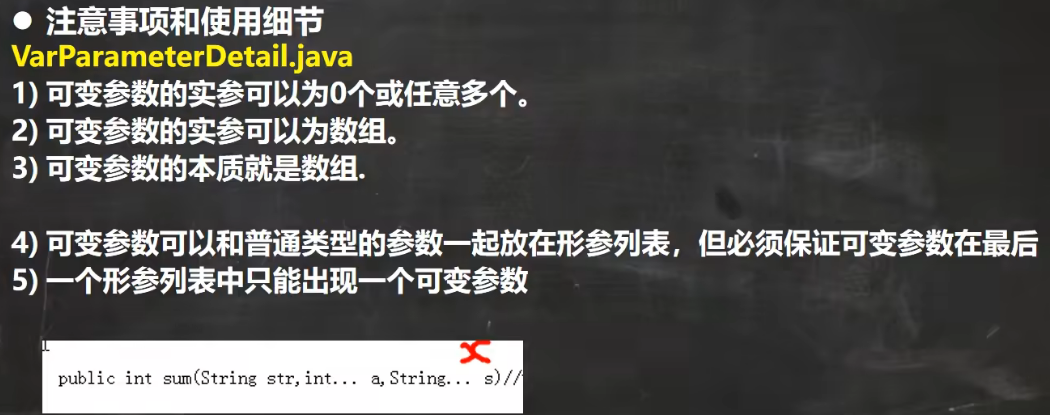 ● 注意事项和使用细节
VarParameterDetail.java
1) 可变参数的实参可以为0个或任意多个。
2) 可变参数的实参可以为数组。
3) 可变参数的本质就是数组.
4) 可变参数可以和普通类型的参数一起放在形参列表，但必须保证可变参数在最后
5) 一个形参列表中只能出现一个可变参数
public int sum(String str,int... a,String... s)//